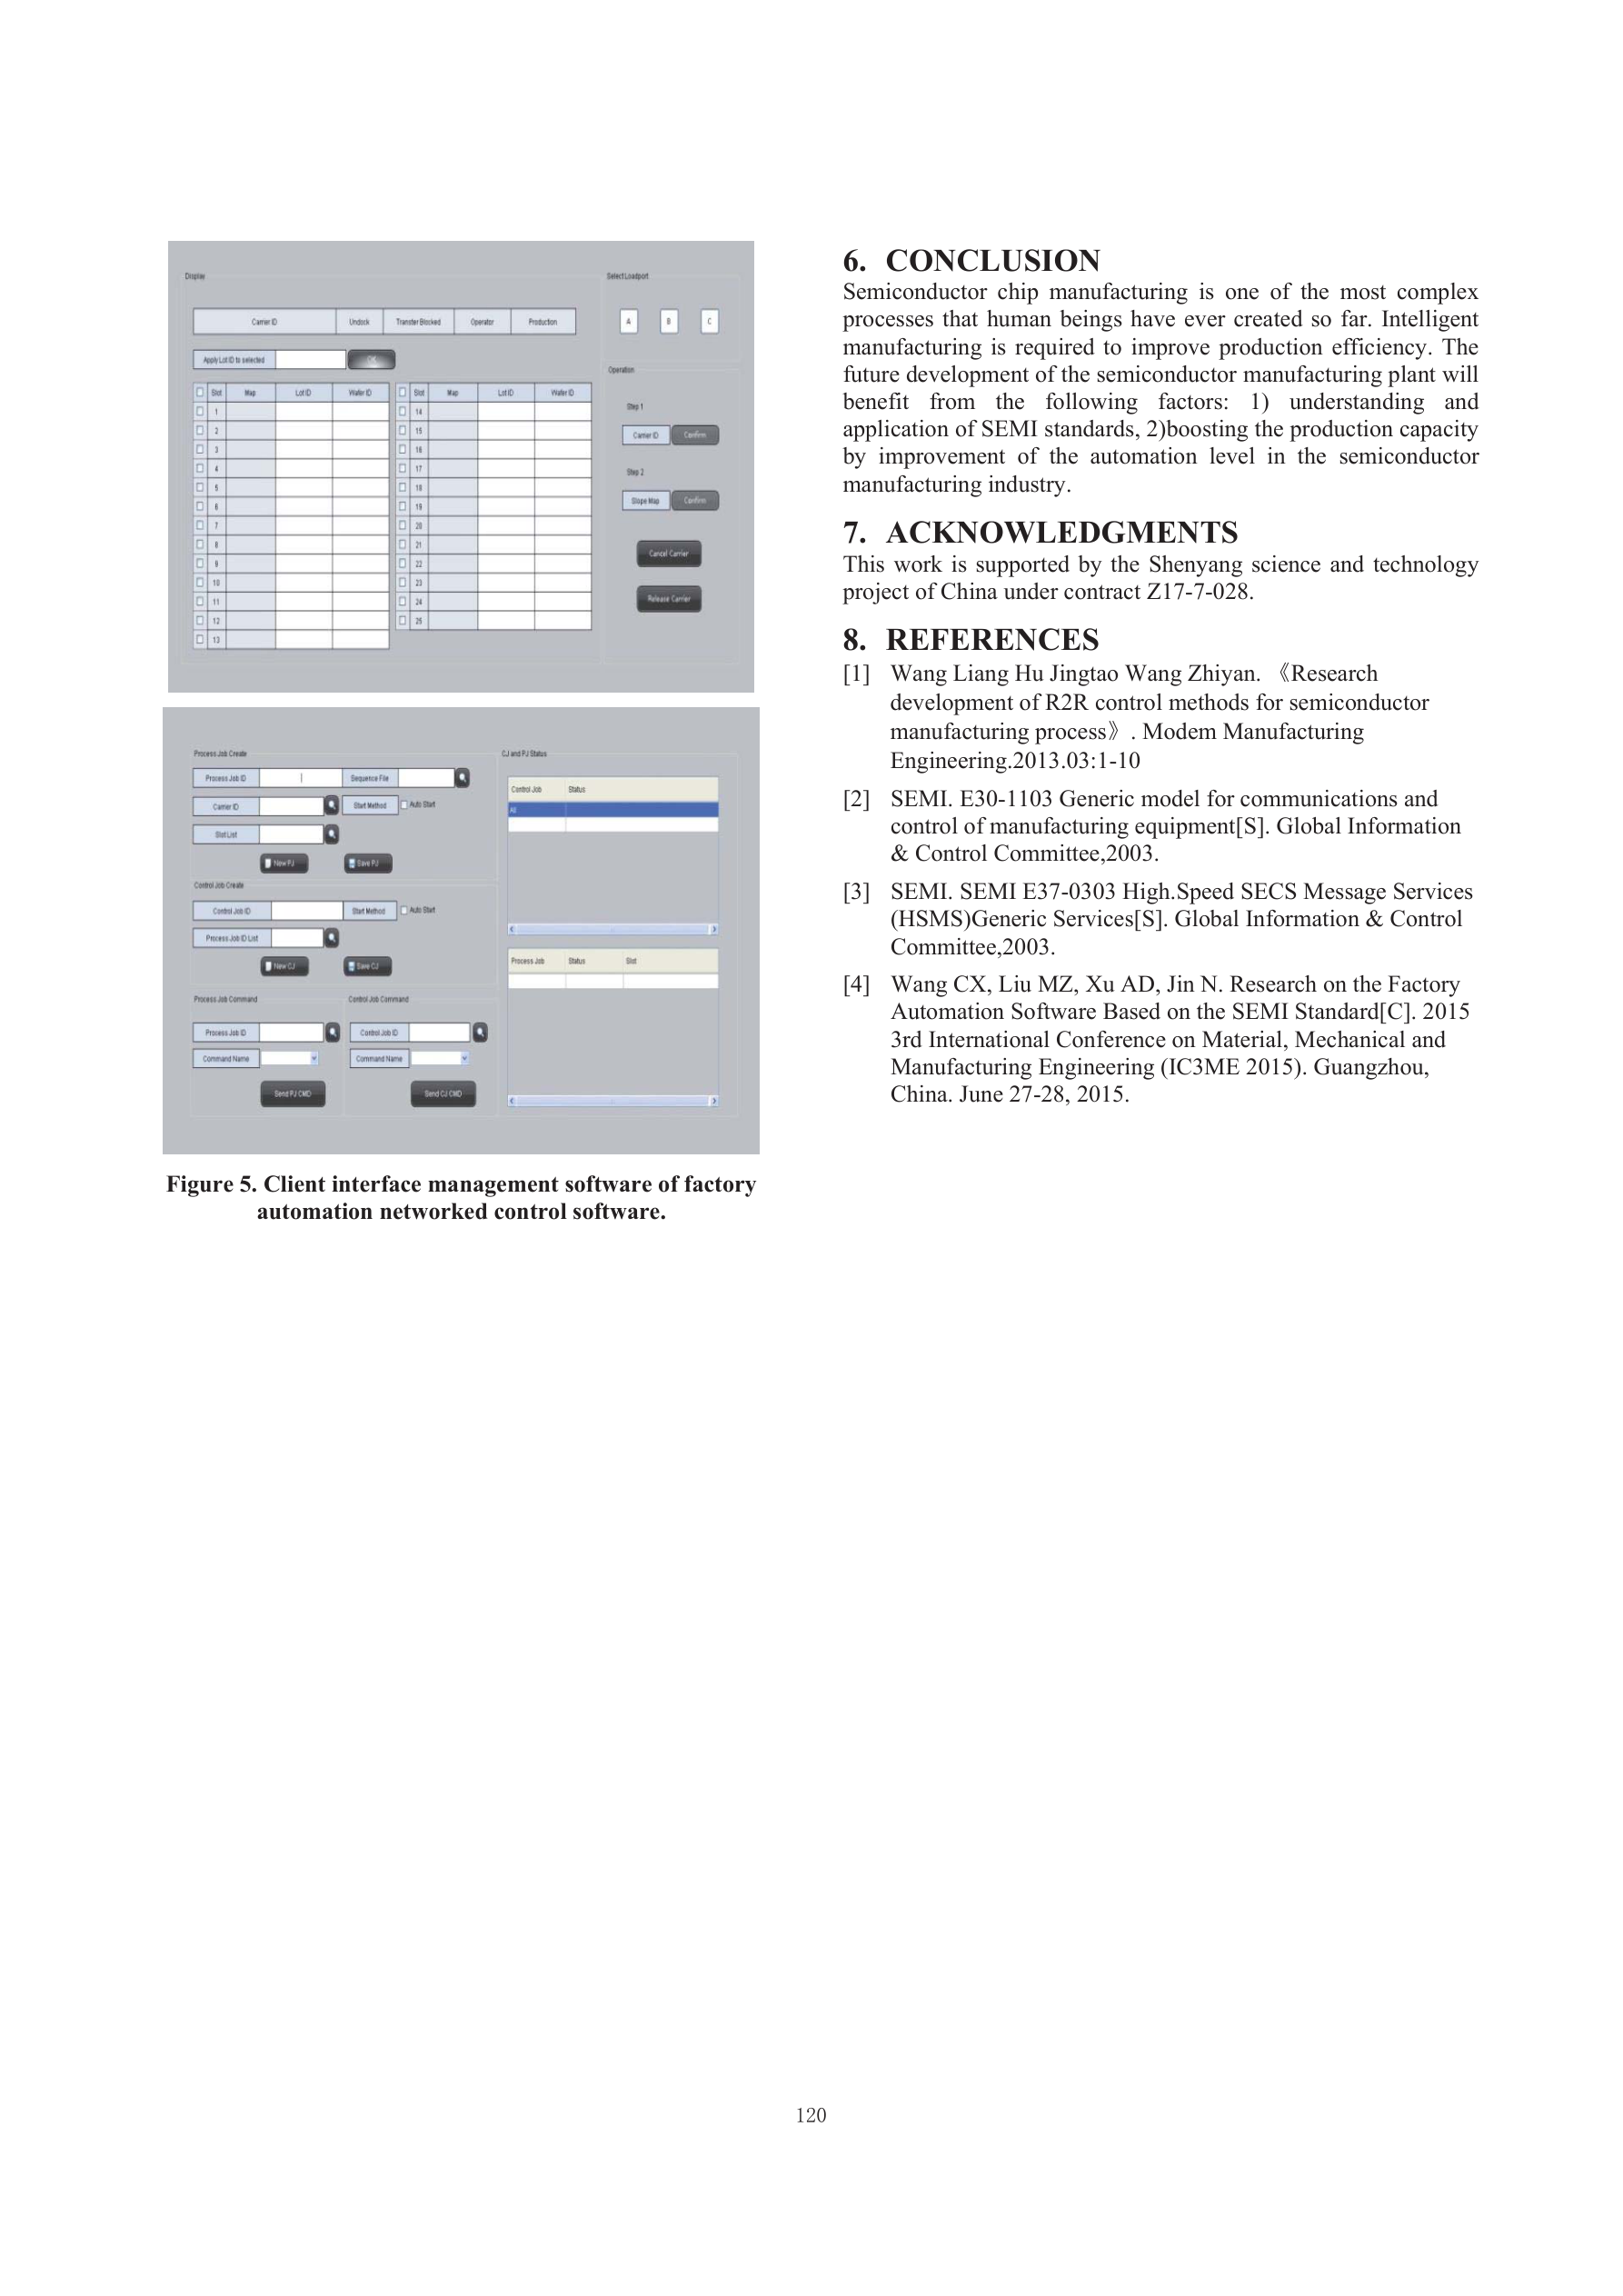 Display
Select Loadport
Carrier ID Undock Transfer Blocked Operator Production
A B C
Apply Lot ID to selected OK
Operation
Slot Map Lot ID Wafer ID Slot Map Lot ID Wafer ID
Step 1
1 14
2 15
Carrier ID Confirm
3 16
4 17
Step 2
5 18
6 19
Slope Map Confirm
7 20
8 21
Cancel Carrier
9 22
10 23
11 24
Release Carrier
12 25
13
Process Job Create
Process Job ID Sequence File
Carrier ID Start Method Auto Start
Slot List
New PJ Save PJ
Control Job Create
Control Job ID Start Method Auto Start
Process Job ID List
New CJ Save CJ
Process Job Command Control Job Command
Process Job ID Control Job ID
Command Name Command Name
Send PJ CMD Send CJ CMD
CJ and PJ Status
Control Job Status
All
Process Job Status Slot
Figure 5. Client interface management software of factory
automation networked control software.
6. CONCLUSION
Semiconductor chip manufacturing is one of the most complex
processes that human beings have ever created so far. Intelligent
manufacturing is required to improve production efficiency. The
future development of the semiconductor manufacturing plant will
benefit from the following factors: 1) understanding and
application of SEMI standards, 2)boosting the production capacity
by improvement of the automation level in the semiconductor
manufacturing industry.
7. ACKNOWLEDGMENTS
This work is supported by the Shenyang science and technology
project of China under contract Z17-7-028.
8. REFERENCES
[1] Wang Liang Hu Jingtao Wang Zhiyan. 《Research
development of R2R control methods for semiconductor
manufacturing process》. Modem Manufacturing
Engineering.2013.03:1-10
[2] SEMI. E30-1103 Generic model for communications and
control of manufacturing equipment[S]. Global Information
& Control Committee,2003.
[3] SEMI. SEMI E37-0303 High.Speed SECS Message Services
(HSMS)Generic Services[S]. Global Information & Control
Committee,2003.
[4] Wang CX, Liu MZ, Xu AD, Jin N. Research on the Factory
Automation Software Based on the SEMI Standard[C]. 2015
3rd International Conference on Material, Mechanical and
Manufacturing Engineering (IC3ME 2015). Guangzhou,
China. June 27-28, 2015.
120